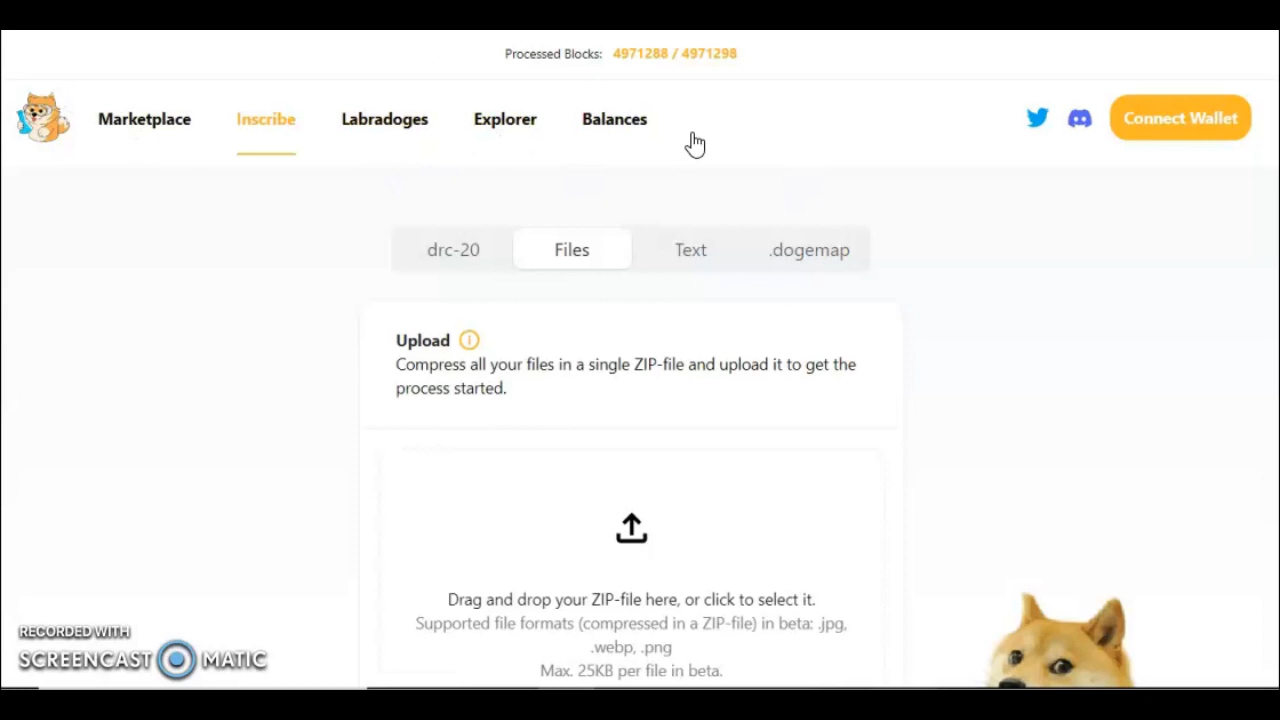 Processed Blocks: 4971288 / 4971298
Marketplace Inscribe Labradoges Explorer Balances Connect Wallet
drc-20 Files Text .dogemap
Upload
Compress all your files in a single ZIP-file and upload it to get the
process started.
Drag and drop your ZIP-file here, or click to select it.
Supported file formats (compressed in a ZIP-file) in beta: .jpg,
.webp, .png
Max. 25KB per file in beta.
RECORDED WITH
SCREENCAST MATIC